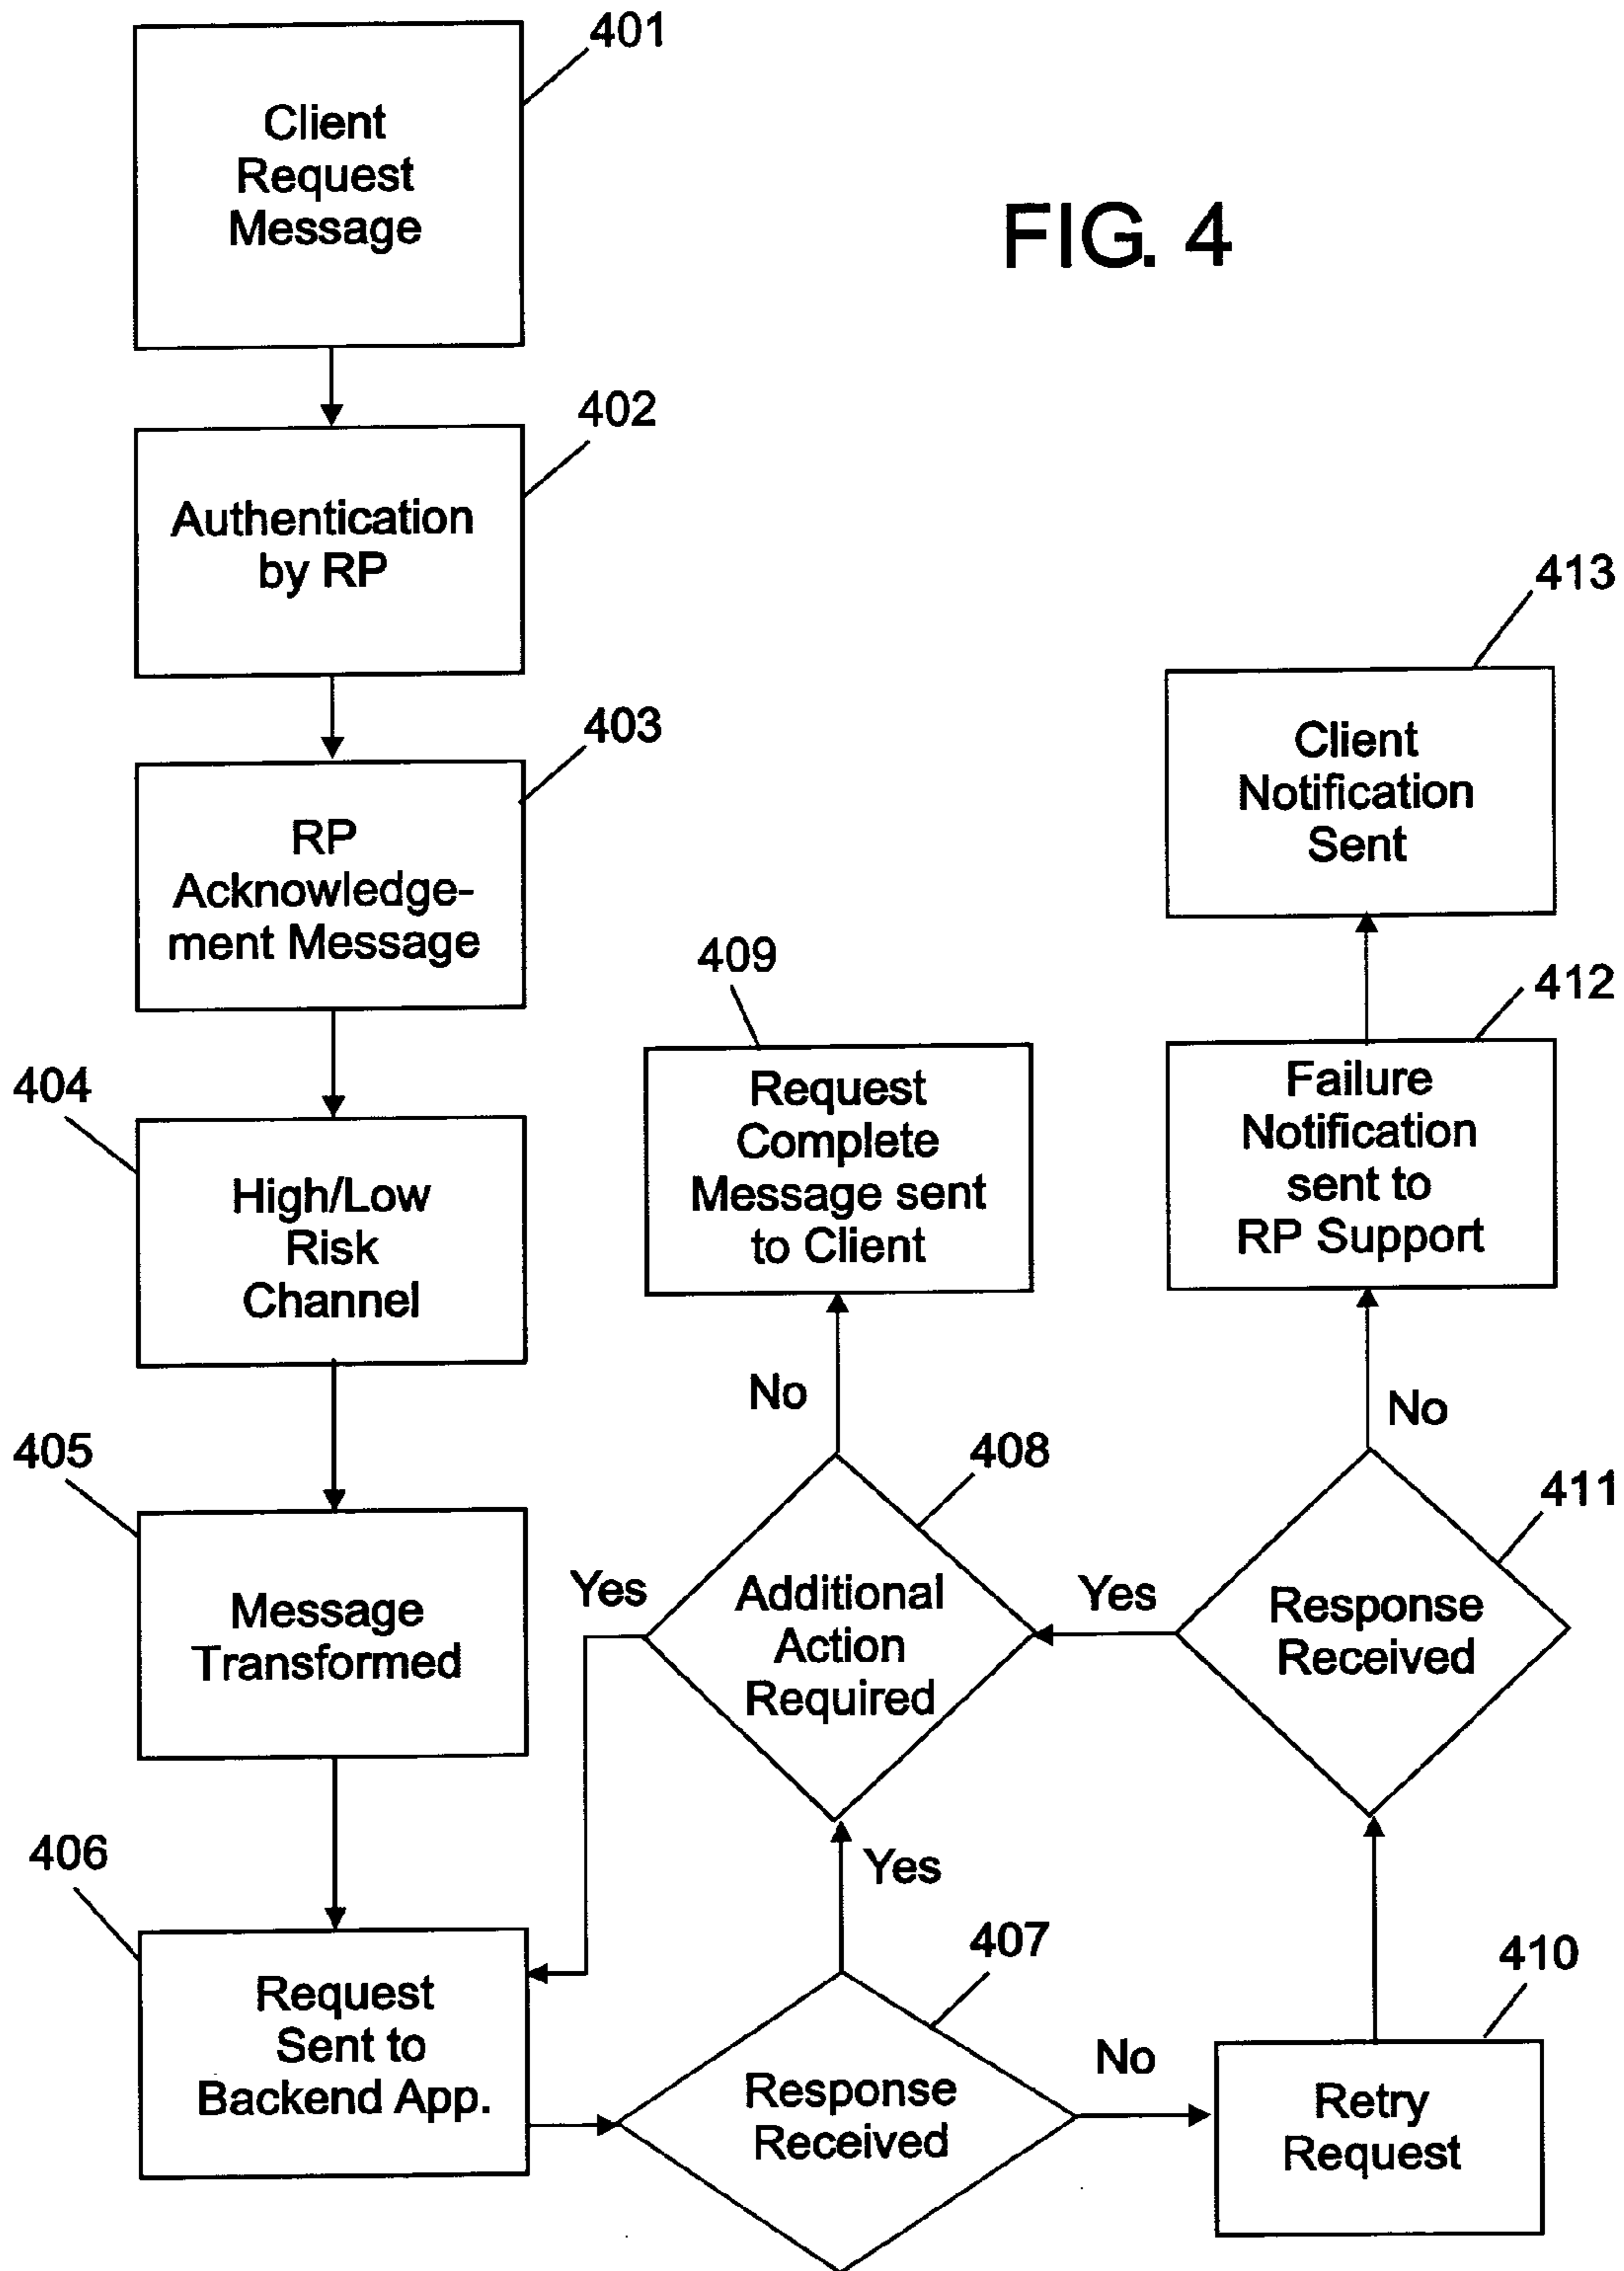 401
Client
Request
Message
FIG. 4
402
Authentication
by RP
403
RP
Acknowledge-
ment Message
404
High/Low
Risk
Channel
405
Message
Transformed
406
Request
Sent to
Backend App.
407
Response
Received
Yes
No
408
Additional
Action
Required
Yes
No
409
Request
Complete
Message sent
to Client
410
Retry
Request
411
Response
Received
Yes
No
412
Failure
Notification
sent to
RP Support
413
Client
Notification
Sent